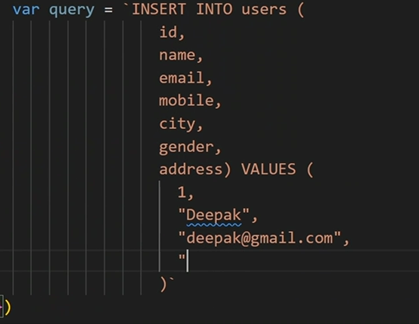 var query = `INSERT INTO users (
id,
name,
email,
mobile,
city,
gender,
address) VALUES (
1,
"Deepak",
"deepak@gmail.com",
"
)`
})